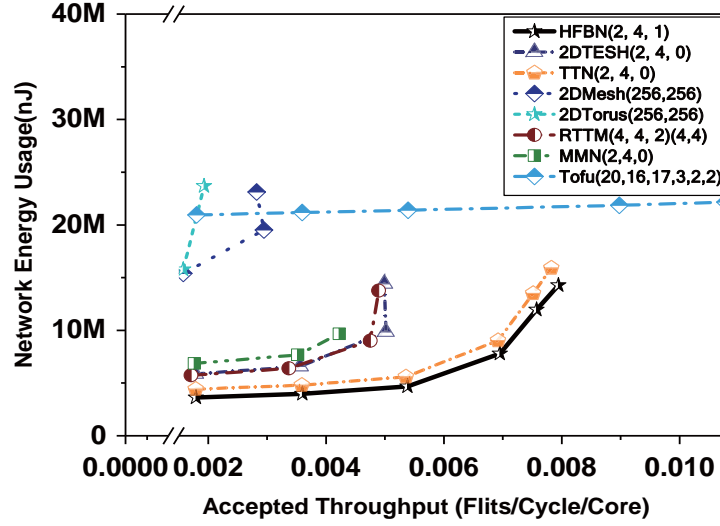 40M
30M
20M
10M
0
Network Energy Usage(nJ)
HFBN(2, 4, 1)
2DTESH(2, 4, 0)
TTN(2, 4, 0)
2DMesh(256,256)
2DTorus(256,256)
RTTM(4, 4, 2)(4,4)
MMN(2,4,0)
Tofu(20,16,17,3,2,2)
0.0000 0.002 0.004 0.006 0.008 0.010
Accepted Throughput (Flits/Cycle/Core)